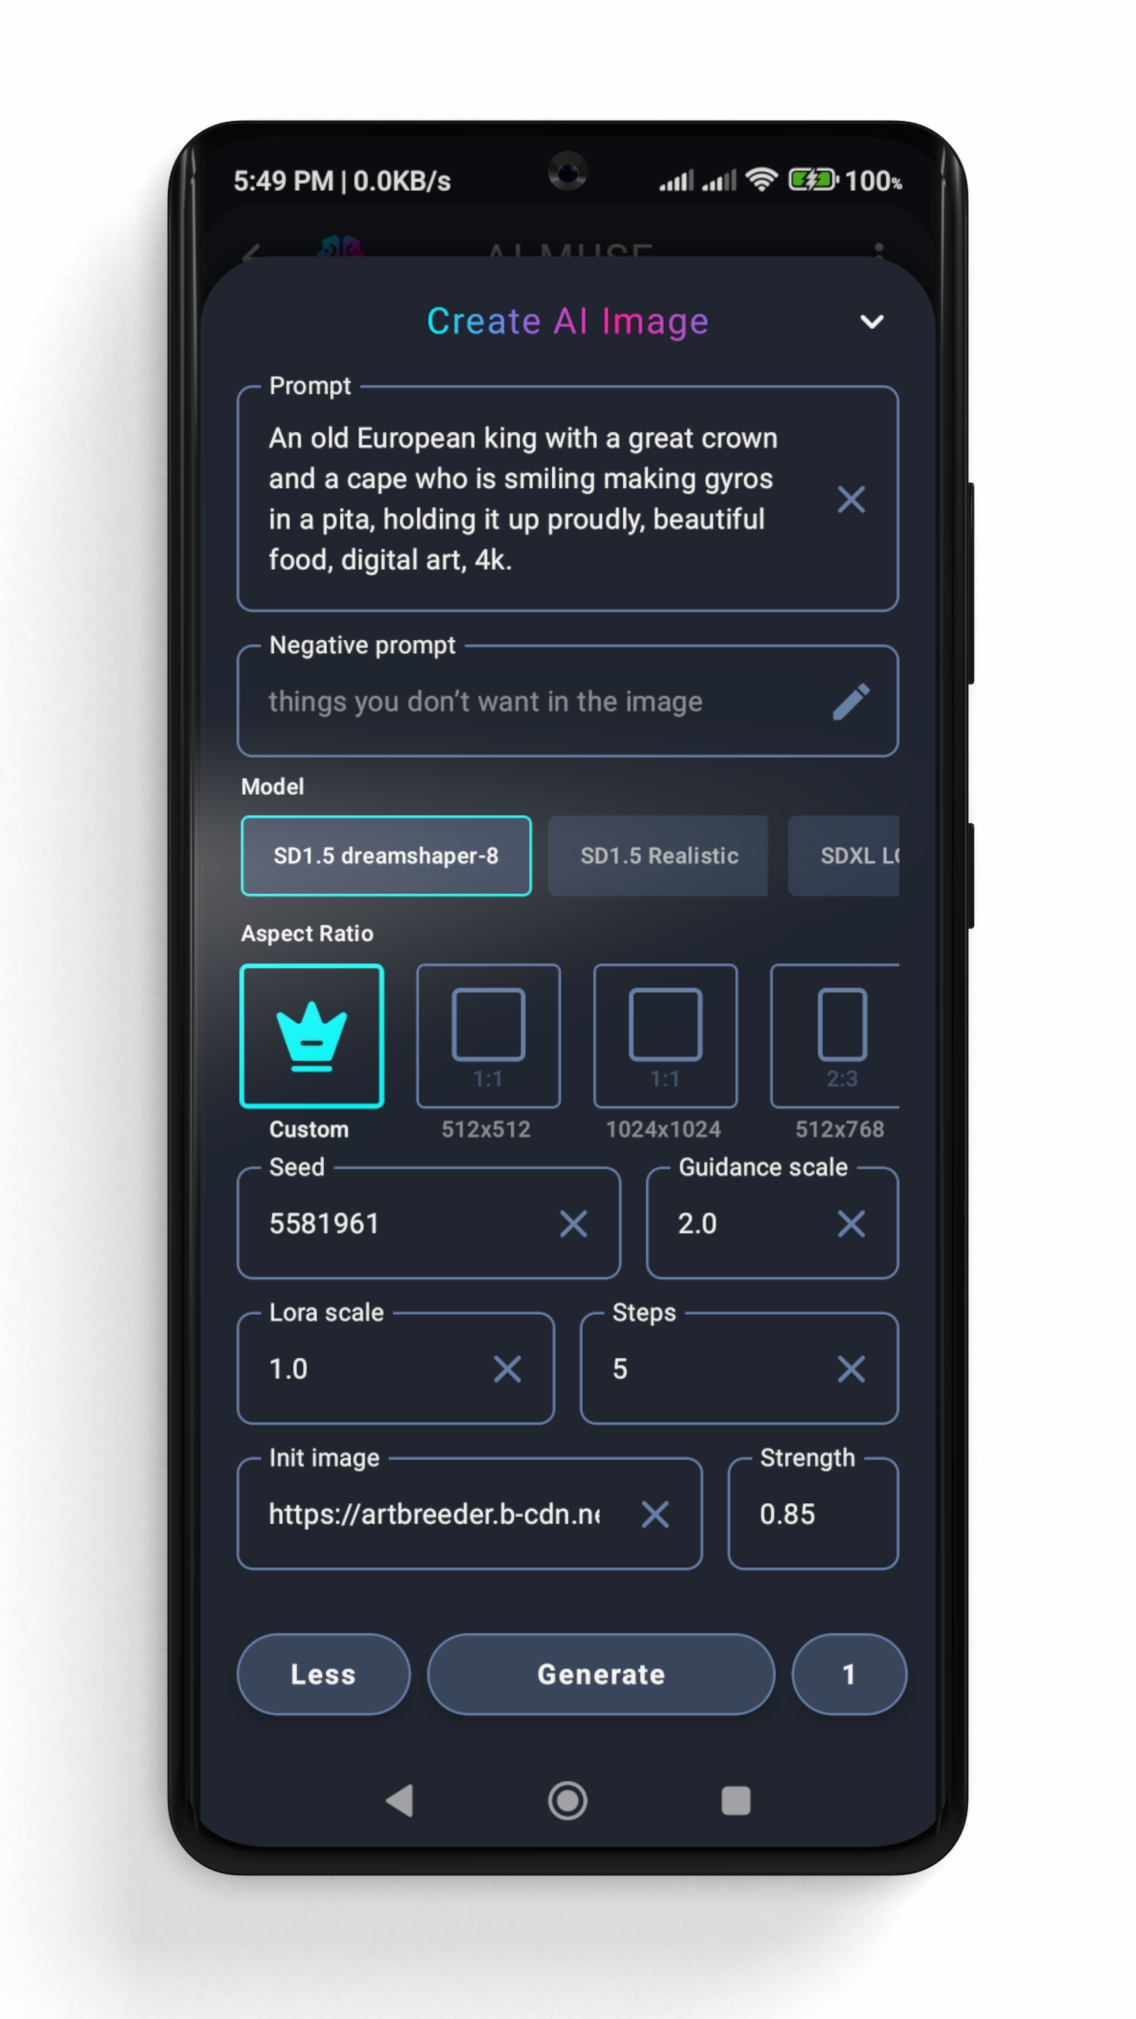 5:49 PM | 0.0KB/s
100%
AI MUSE
Create AI Image
Prompt
An old European king with a great crown
and a cape who is smiling making gyros
in a pita, holding it up proudly, beautiful
food, digital art, 4k.
Negative prompt
things you don’t want in the image
Model
SD1.5 dreamshaper-8
SD1.5 Realistic
SDXL
Aspect Ratio
1:1
1:1
2:3
Custom
512x512
1024x1024
512x768
Seed
5581961
Guidance scale
2.0
Lora scale
1.0
Steps
5
Init image
https://artbreeder.b-cdn.ne
Strength
0.85
Less
Generate
1